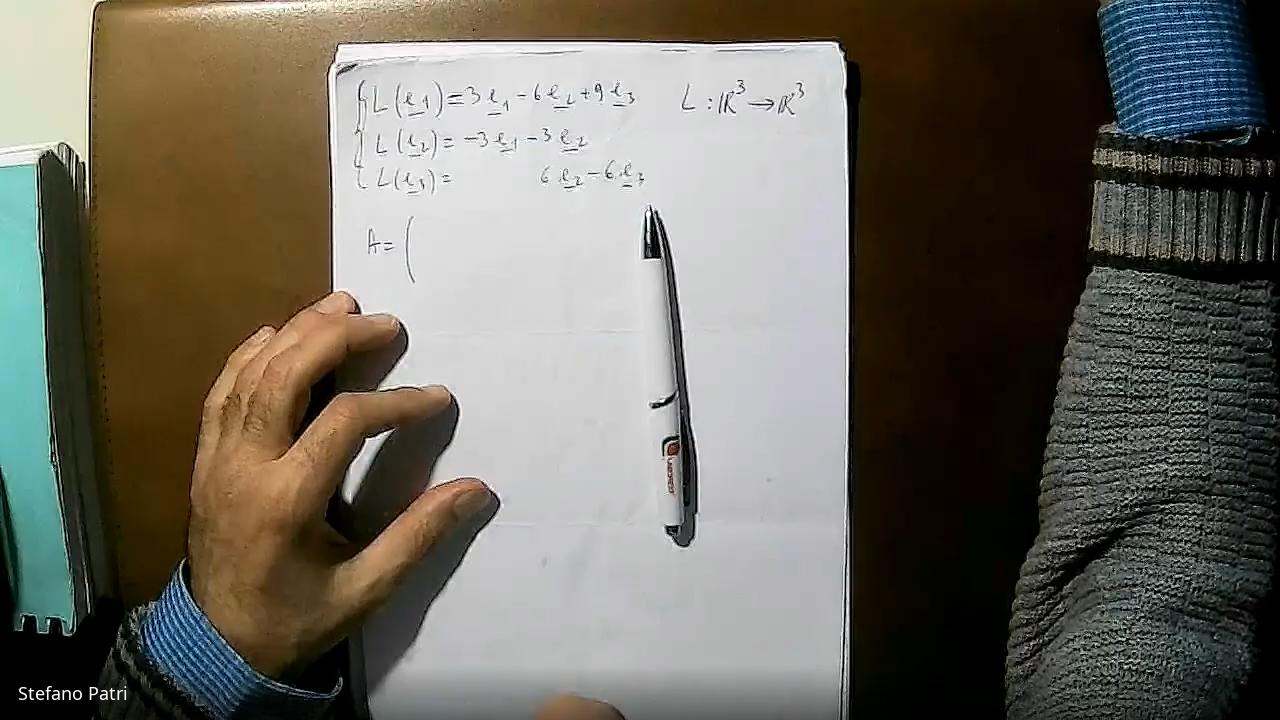 L(e1)=3e1-6e2+9e3 L:ℝ³→ℝ³
L(e2)=-3e1-3e2
L(e3)= 6e2-6e3
A=(
Stefano Patri